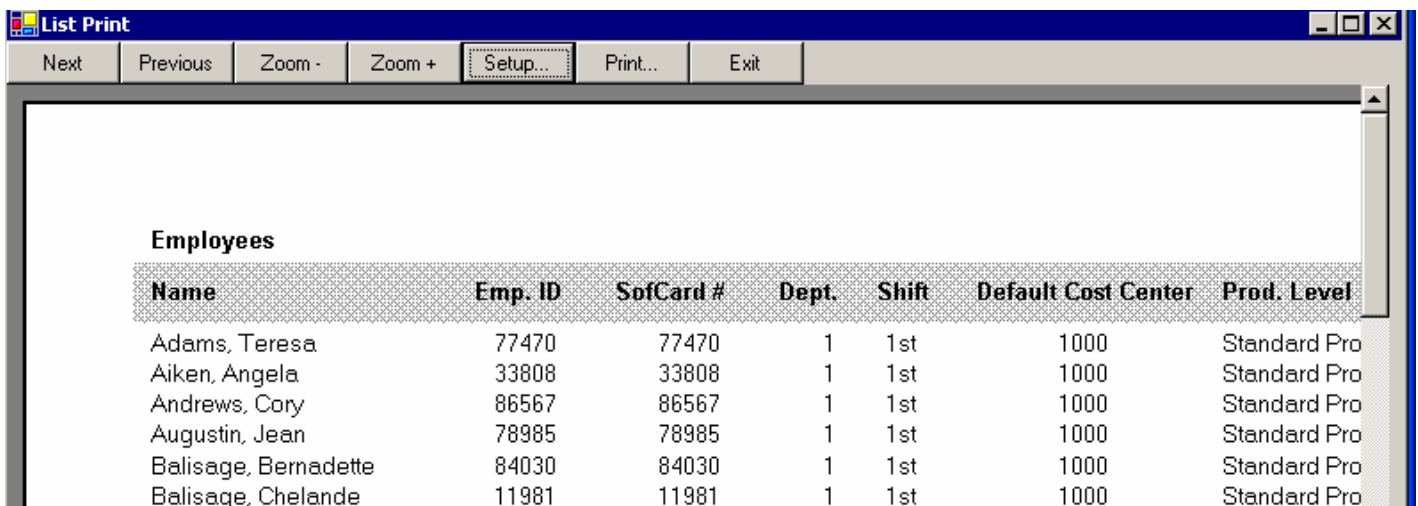 List Print
Next Previous Zoom - Zoom + Setup... Print... Exit
Employees
Name Emp. ID SofCard # Dept. Shift Default Cost Center Prod. Level
Adams, Teresa 77470 77470 1 1st 1000 Standard Pro
Aiken, Angela 33808 33808 1 1st 1000 Standard Pro
Andrews, Cory 86567 86567 1 1st 1000 Standard Pro
Augustin, Jean 78985 78985 1 1st 1000 Standard Pro
Balisage, Bernadette 84030 84030 1 1st 1000 Standard Pro
Balisage, Chelande 11981 11981 1 1st 1000 Standard Pro